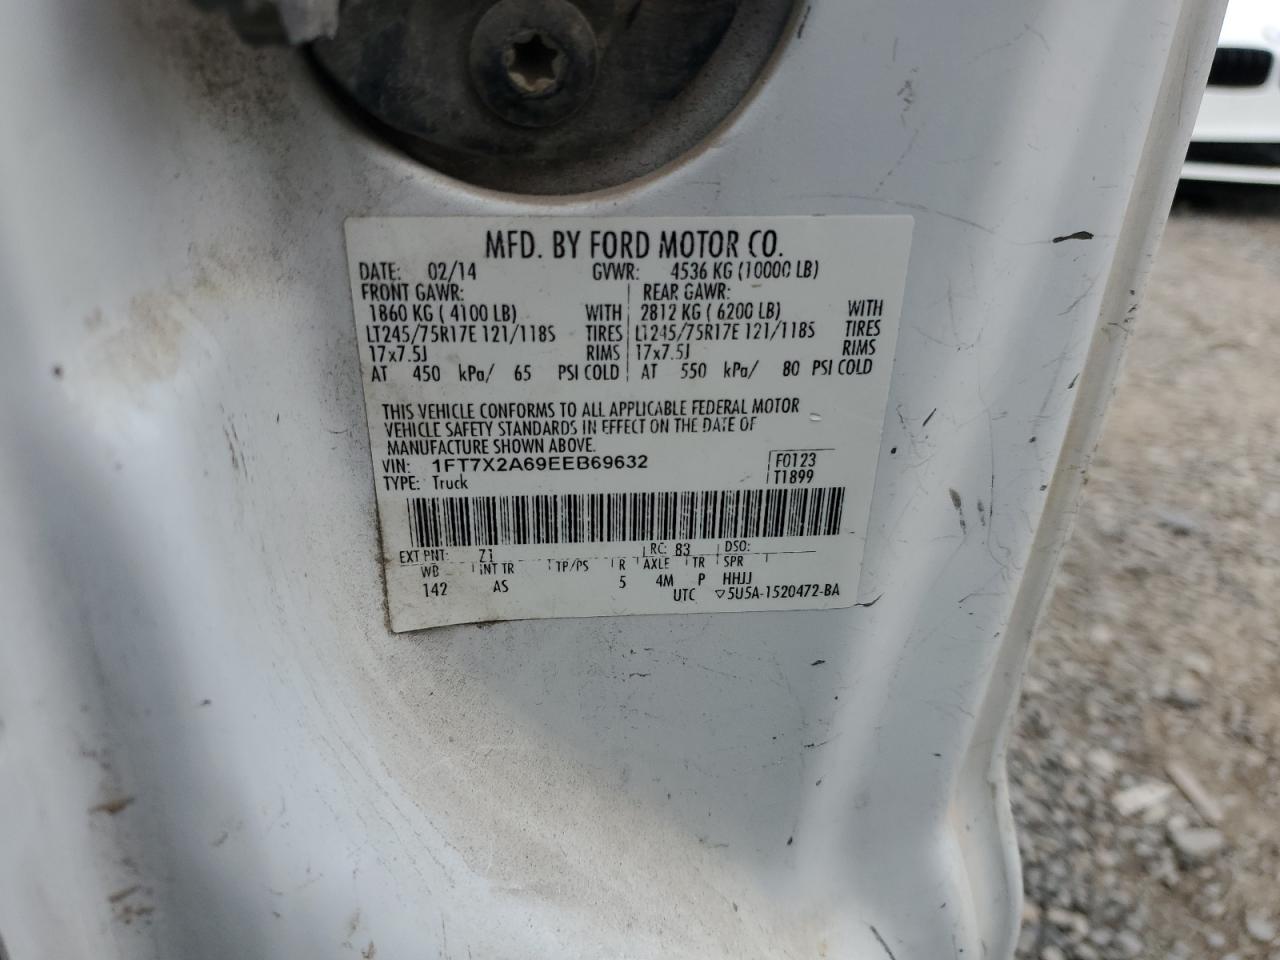 MFD. BY FORD MOTOR CO.
DATE: 02/14 GVWR: 4536 KG (10000 LB)
FRONT GAWR: REAR GAWR:
1860 KG ( 4100 LB) WITH 2812 KG ( 6200 LB) WITH
LT245/75R17E 121/118S TIRES LT245/75R17E 121/118S TIRES
17x7.5J RIMS 17x7.5J RIMS
AT 450 kPa/ 65 PSI COLD AT 550 kPa/ 80 PSI COLD
THIS VEHICLE CONFORMS TO ALL APPLICABLE FEDERAL MOTOR
VEHICLE SAFETY STANDARDS IN EFFECT ON THE DATE OF
MANUFACTURE SHOWN ABOVE.
VIN: 1FT7X2A69EEB69632 F0123
TYPE: Truck T1899
EXT PNT: Z1 RC: 83 DSO:
WB INT TR TP/PS R AXLE TR SPR
142 AS 5 4M P HHJJ
UTC ▽5U5A-1520472-BA